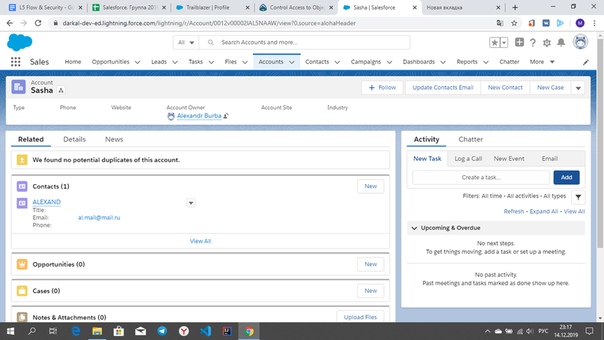 L5 Flow & Security - Go
Salesforce. Группа 201
Trailblazer | Profile
Control Access to Obje
Sasha | Salesforce
Новая вкладка
darkal-dev-ed.lightning.force.com/lightning/r/Account/0012v00002IAL5NAAW/view?0.source=alohaHeader
All
Search Accounts and more...
Sales
Home
Opportunities
Leads
Tasks
Files
Accounts
Contacts
Campaigns
Dashboards
Reports
Chatter
More
Account
Sasha
Follow
Update Contacts Email
New Contact
New Case
Type
Phone
Website
Account Owner
Account Site
Industry
Alexandr Burba
Related
Details
News
We found no potential duplicates of this account.
Contacts (1)
New
ALEXAND
Title:
Email:
ai.mail@mail.ru
Phone:
View All
Opportunities (0)
New
Cases (0)
New
Notes & Attachments (0)
Upload Files
Activity
Chatter
New Task
Log a Call
New Event
Email
Create a task...
Add
Filters: All time • All activities • All types
Refresh • Expand All • View All
Upcoming & Overdue
No next steps.
To get things moving, add a task or set up a meeting.
No past activity.
Past meetings and tasks marked as done show up here.
РУС
23:17
14.12.2019